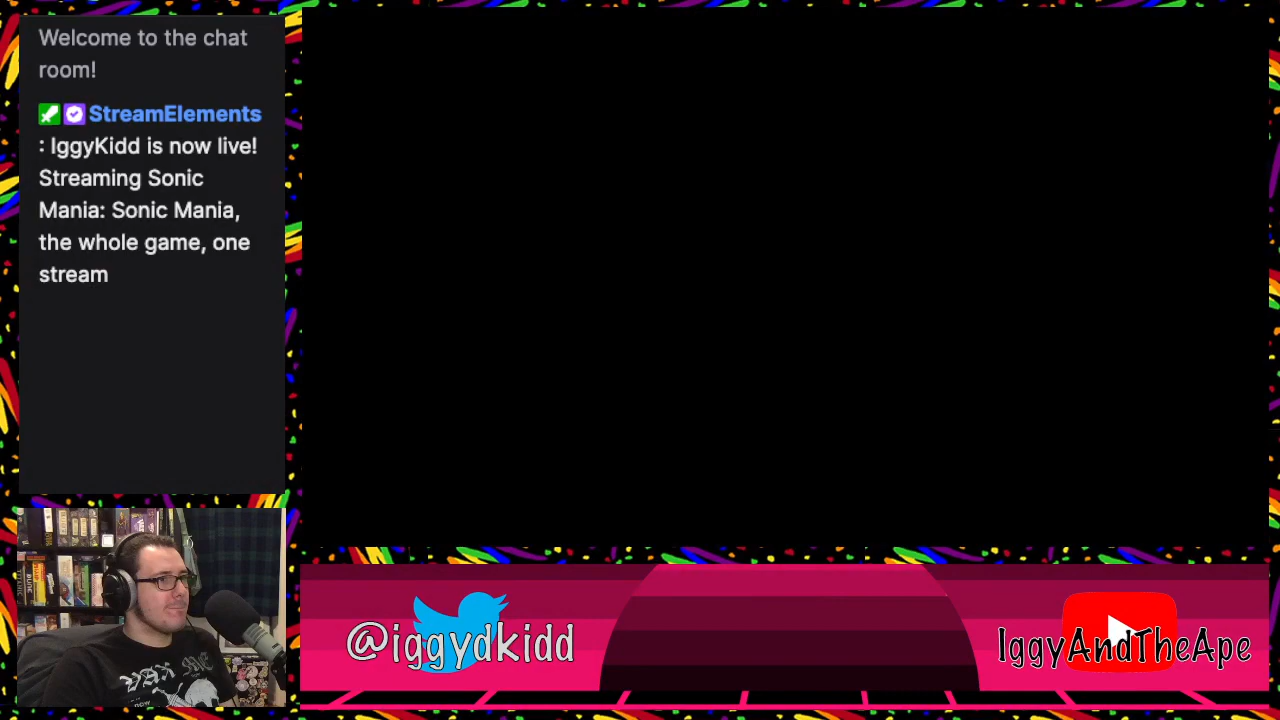 Welcome to the chat
room!
StreamElements
: IggyKidd is now live!
Streaming Sonic
Mania: Sonic Mania,
the whole game, one
stream
@iggydkidd
IggyAndTheApe